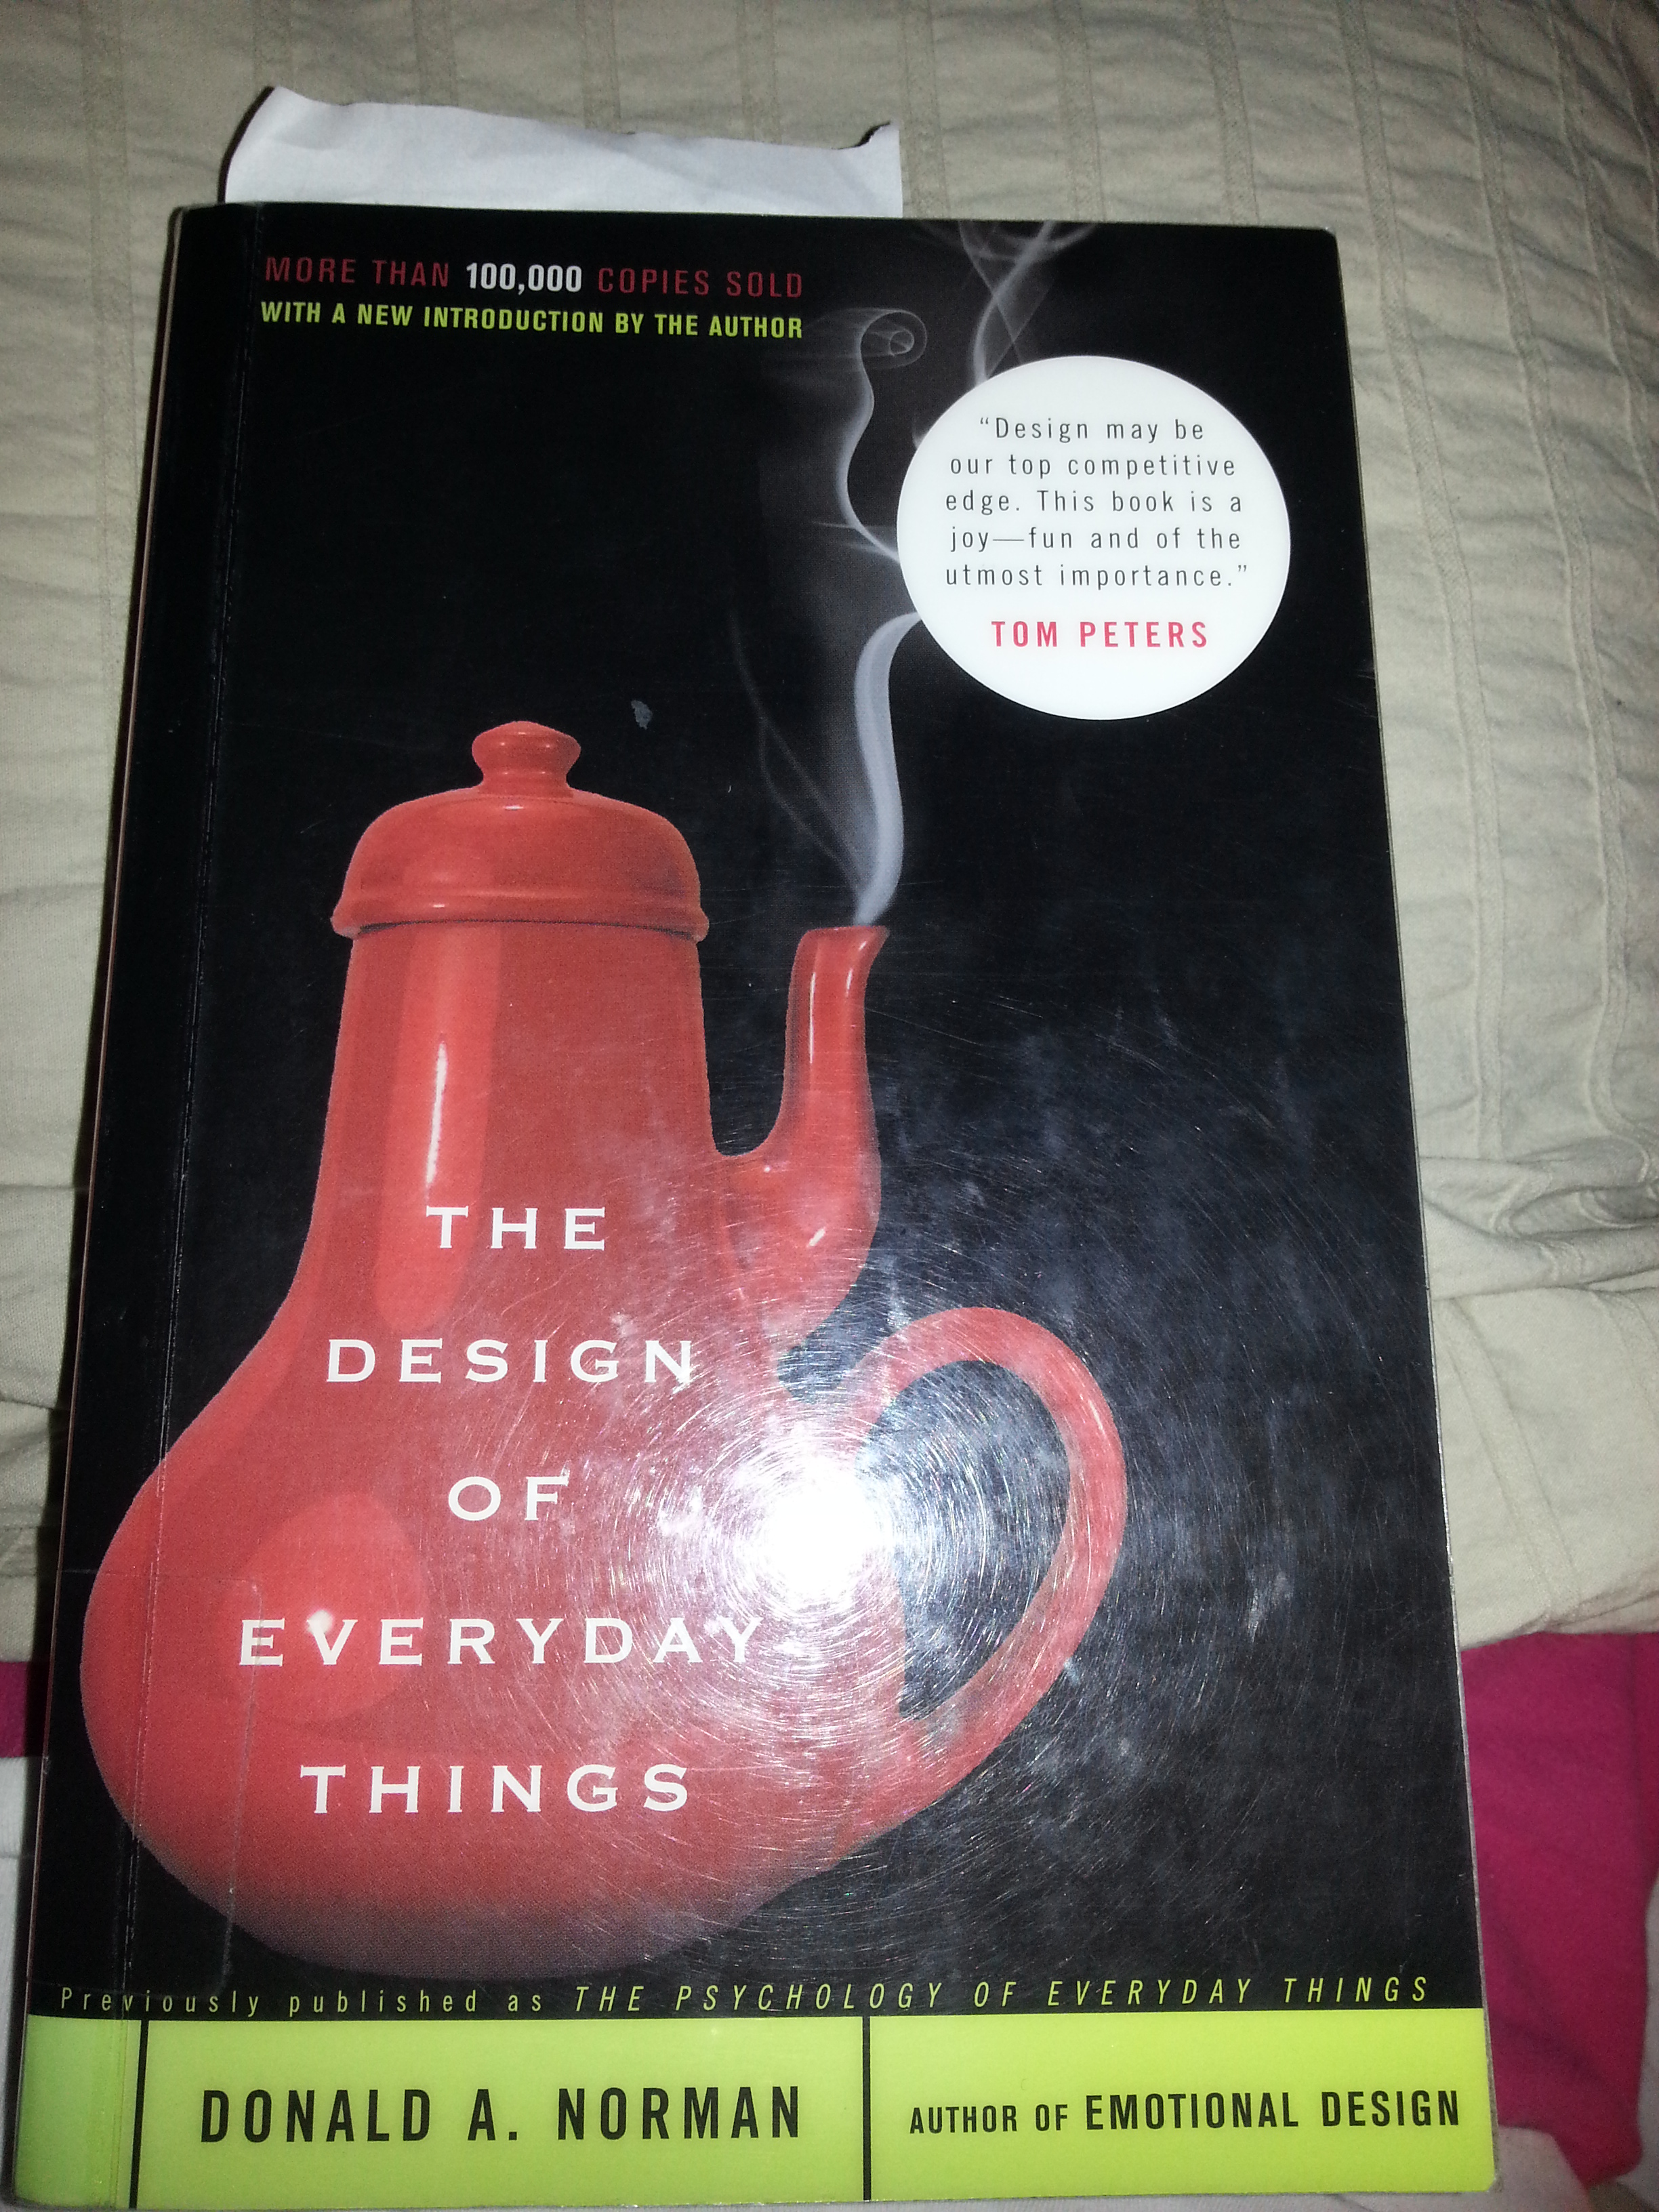 MORE THAN 100,000 COPIES SOLD
WITH A NEW INTRODUCTION BY THE AUTHOR
“Design may be
our top competitive
edge. This book is a
joy—fun and of the
utmost importance.”
TOM PETERS
THE
DESIGN
OF
EVERYDAY
THINGS
Previously published as THE PSYCHOLOGY OF EVERYDAY THINGS
DONALD A. NORMAN
AUTHOR OF EMOTIONAL DESIGN